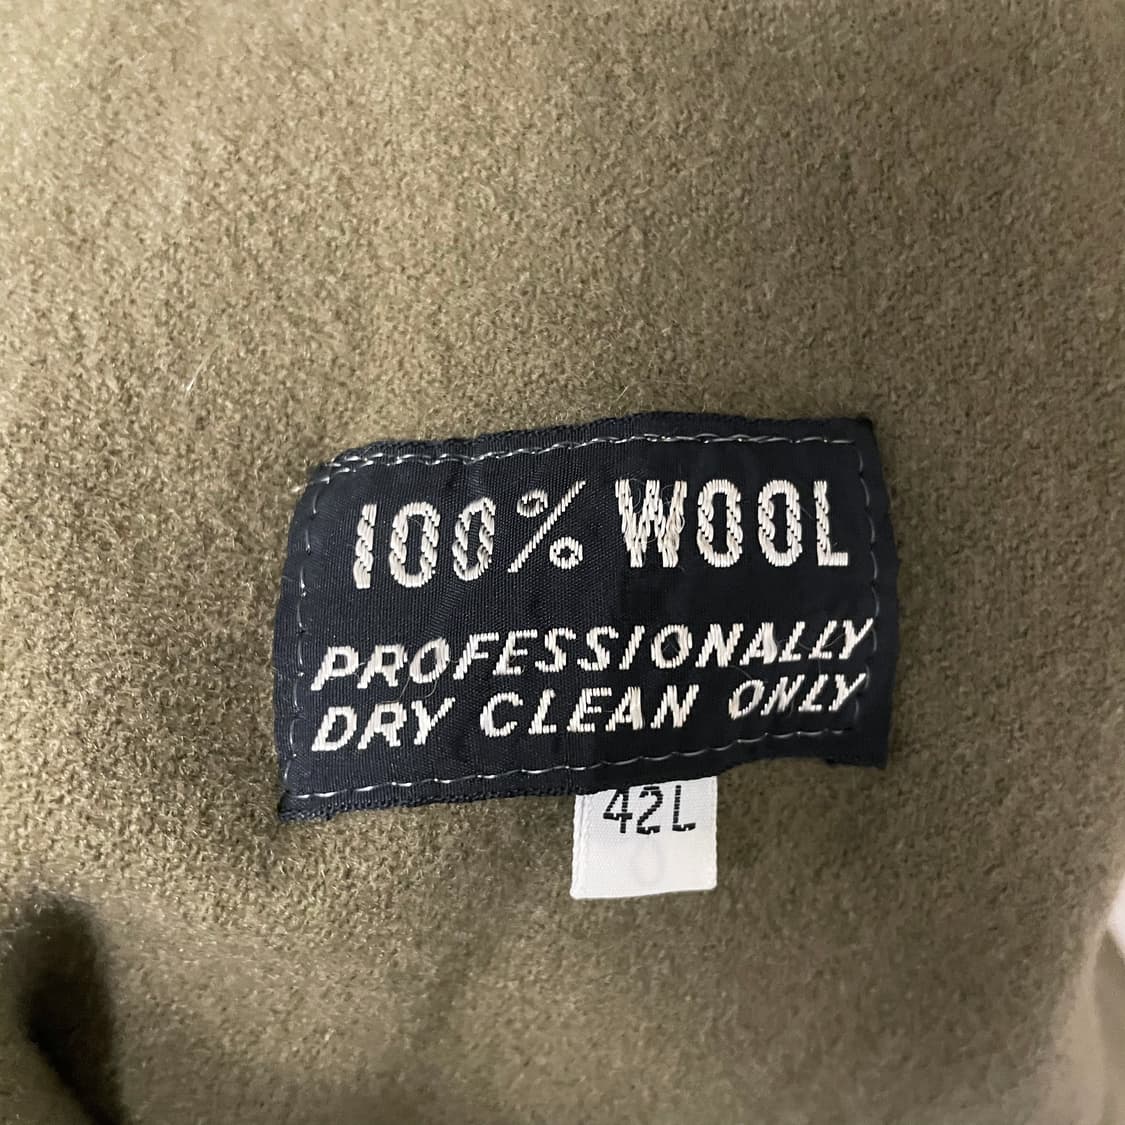 100% WOOL
PROFESSIONALLY
DRY CLEAN ONLY
42L